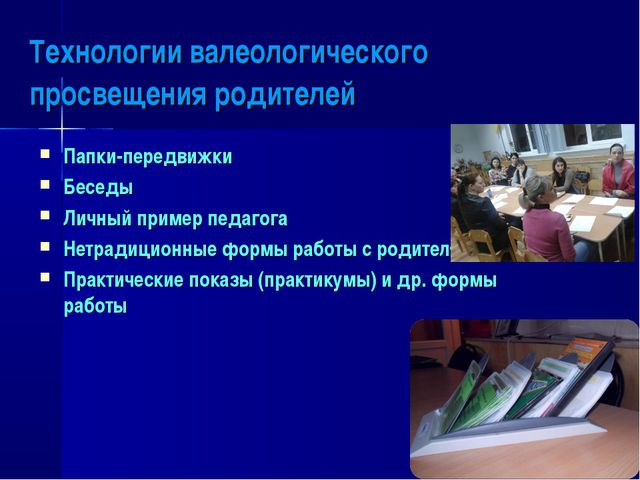 Технологии валеологического
просвещения родителей
Папки-передвижки
Беседы
Личный пример педагога
Нетрадиционные формы работы с родител
Практические показы (практикумы) и др. формы
работы